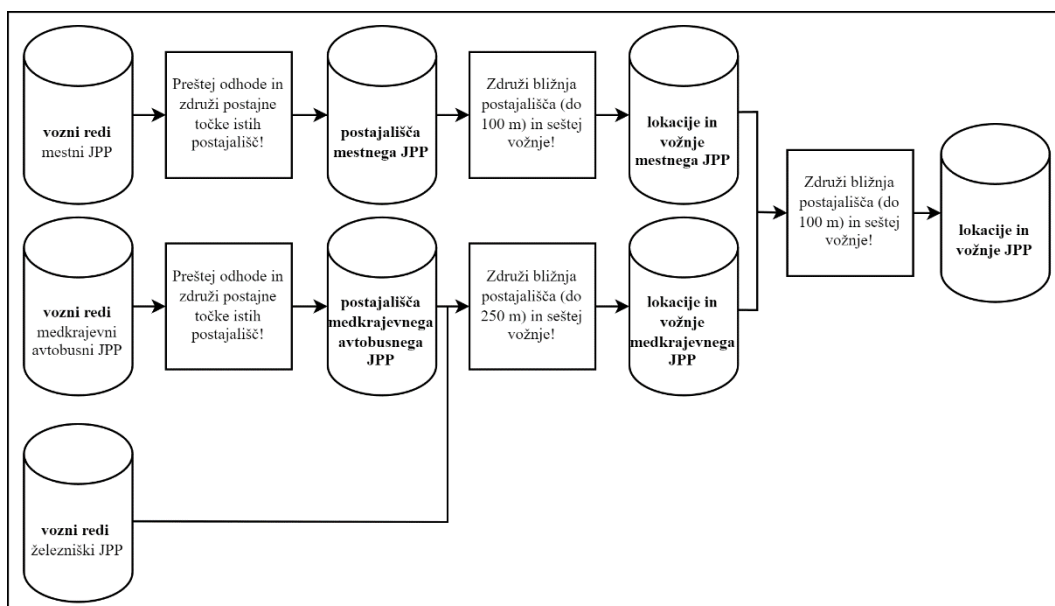 vozni redi
mestni JPP
Preštej odhode in
združi postajne
točke istih
postajališč!
postajališča
mestnega JPP
Združi bližnja
postajališča (do
100 m) in seštej
vožnje!
lokacije in
vožnje
mestnega JPP
Združi bližnja
postajališča (do
100 m) in seštej
vožnje!
lokacije in
vožnje JPP
vozni redi
medkrajevni
avtobusni JPP
Preštej odhode in
združi postajne
točke istih
postajališč!
postajališča
medkrajevnega
avtobusnega
JPP
Združi bližnja
postajališča (do
250 m) in seštej
vožnje!
lokacije in
vožnje
medkrajevnega
JPP
vozni redi
železniški JPP